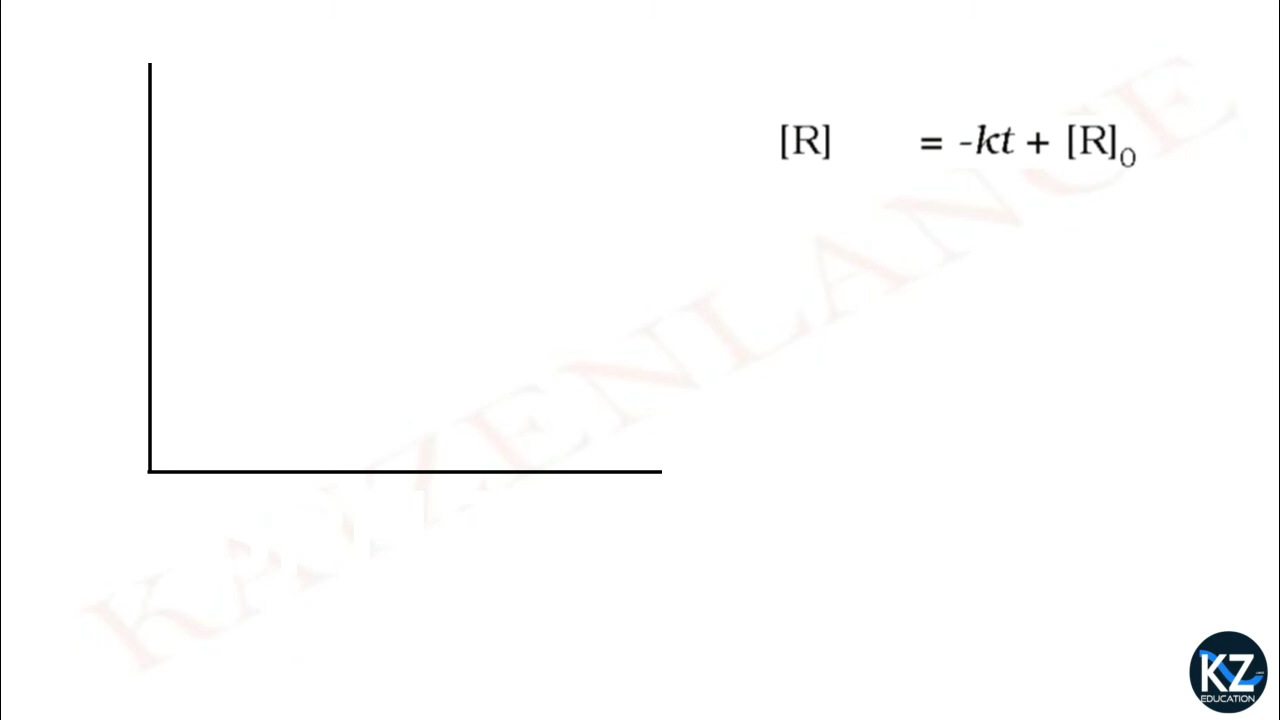 [R] = -kt + [R]₀
KAIZENLANCE
KZ
EDUCATION